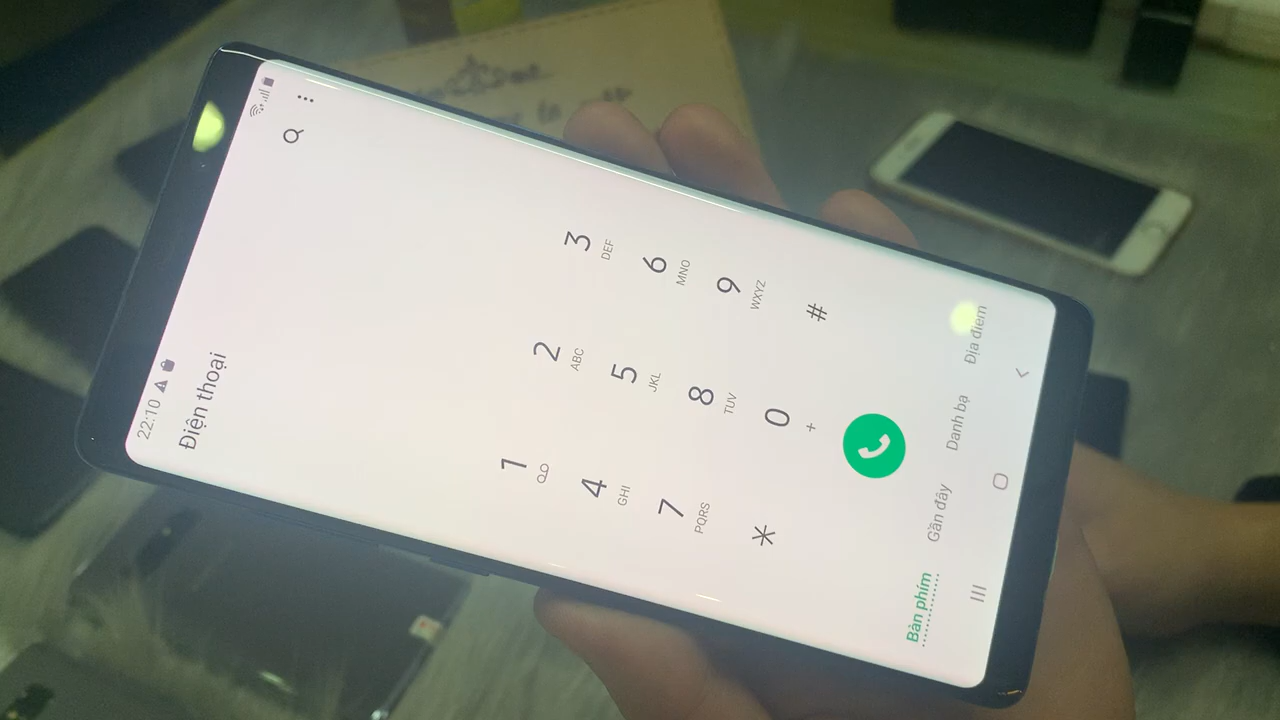 22:10
Điện thoại
1 2 ABC 3 DEF
4 GHI 5 JKL 6 MNO
7 PQRS 8 TUV 9 WXYZ
* 0 + #
Bàn phím Gần đây Danh bạ Địa điểm